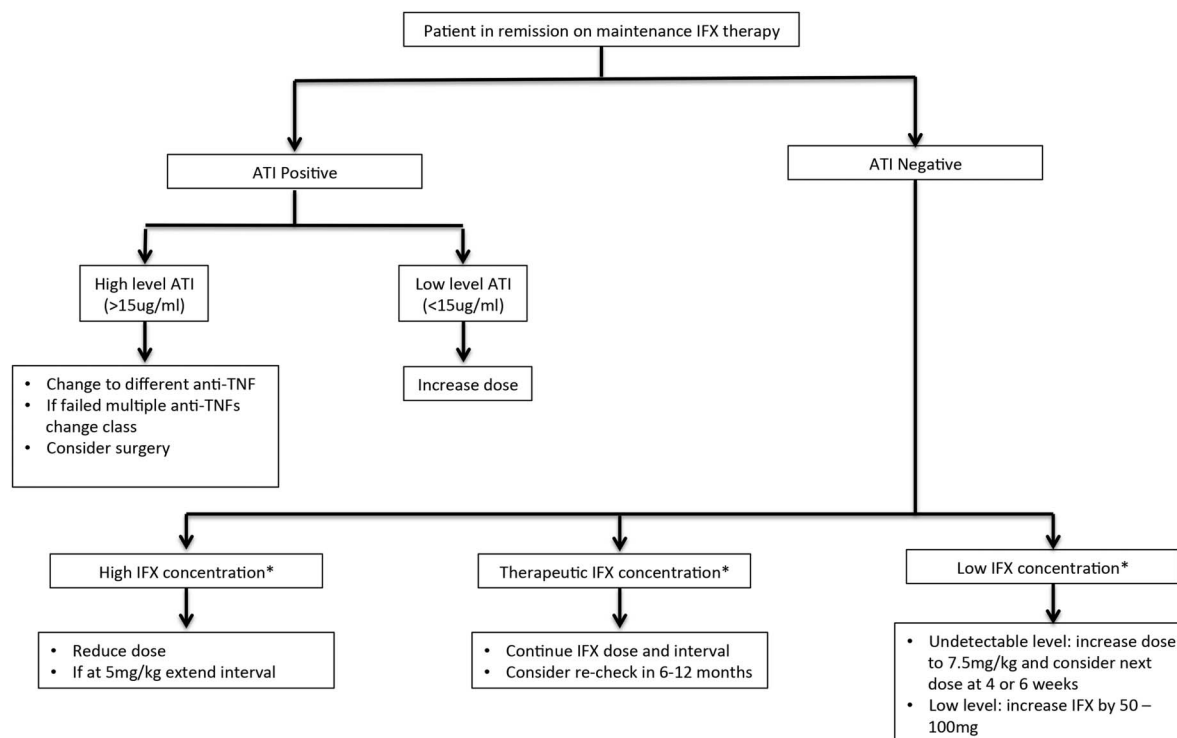 Patient in remission on maintenance IFX therapy
ATI Positive
ATI Negative
High level ATI
(>15ug/ml)
Low level ATI
(<15ug/ml)
• Change to different anti-TNF
• If failed multiple anti-TNFs
change class
• Consider surgery
Increase dose
High IFX concentration*
Therapeutic IFX concentration*
Low IFX concentration*
• Reduce dose
• If at 5mg/kg extend interval
• Continue IFX dose and interval
• Consider re-check in 6-12 months
• Undetectable level: increase dose
to 7.5mg/kg and consider next
dose at 4 or 6 weeks
• Low level: increase IFX by 50 –
100mg